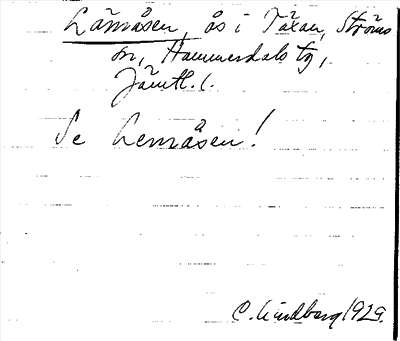 Lämåsen, ås i Täxan, Ströms
sn, Hammerdals tg,
Jämtl. l.
Se Lemåsen!
C. Lindberg 1929.